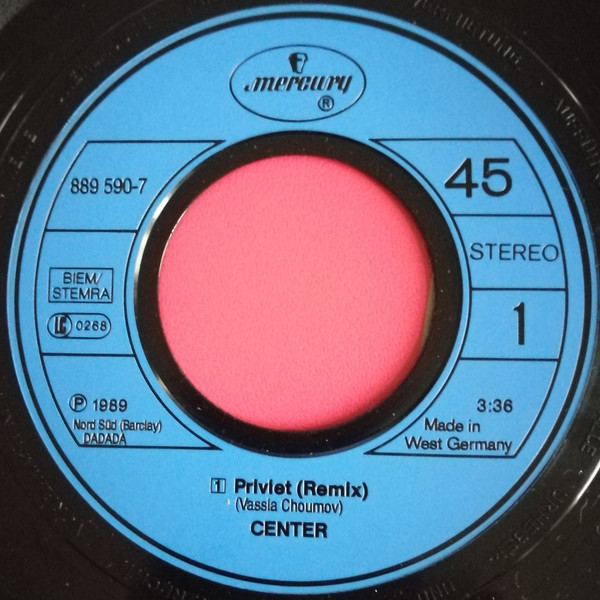 mercury
®
889 590-7
45
STEREO
BIEM/
STEMRA
LC 0268
1
℗ 1989
Nord Süd (Barclay)
DADADA
3:36
Made in
West Germany
1 Privlet (Remix)
(Vassia Choumov)
CENTER